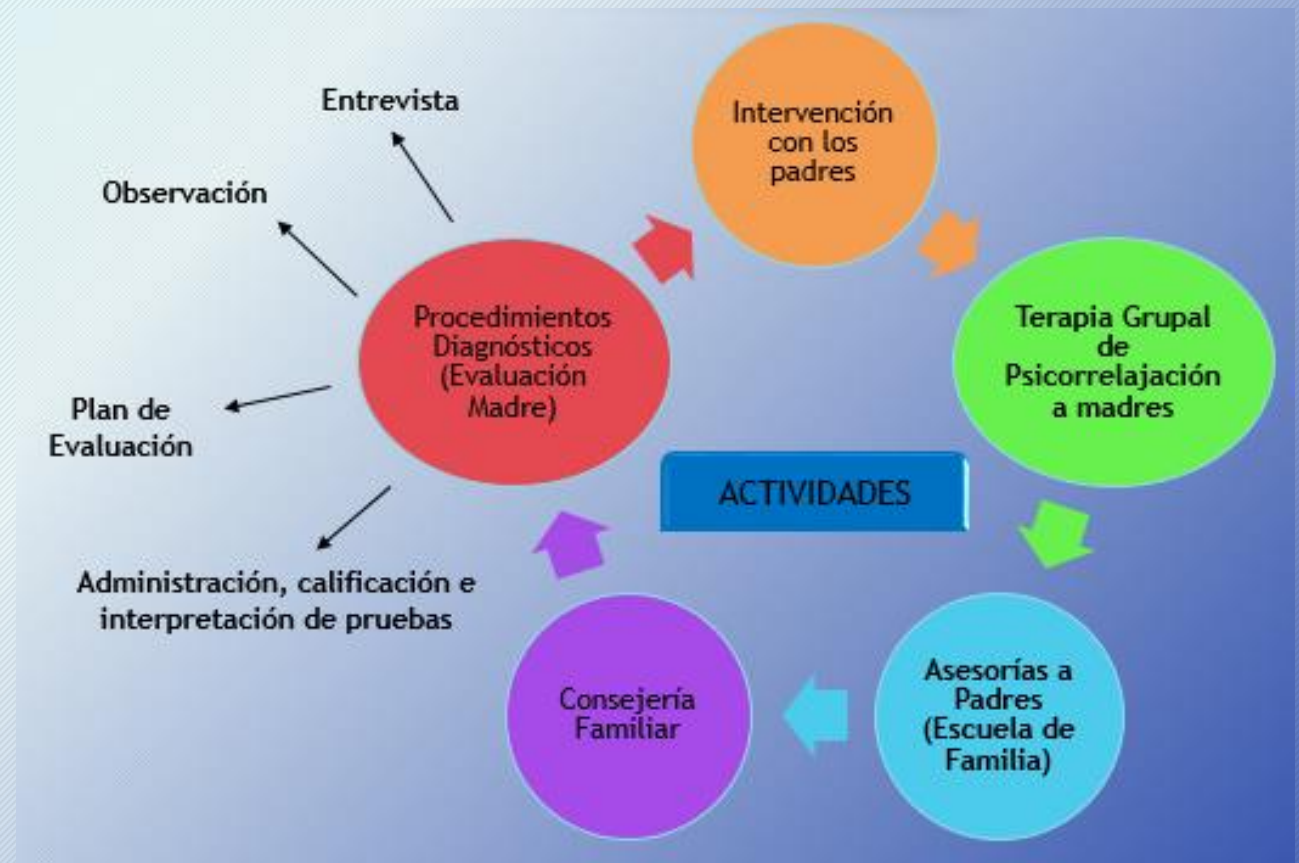 Entrevista
Observación
Plan de
Evaluación
Administración, calificación e
interpretación de pruebas
Procedimientos
Diagnósticos
(Evaluación
Madre)
Intervención
con los
padres
Terapia Grupal
de
Psicorrelajación
a madres
ACTIVIDADES
Asesorías a
Padres
(Escuela de
Familia)
Consejería
Familiar